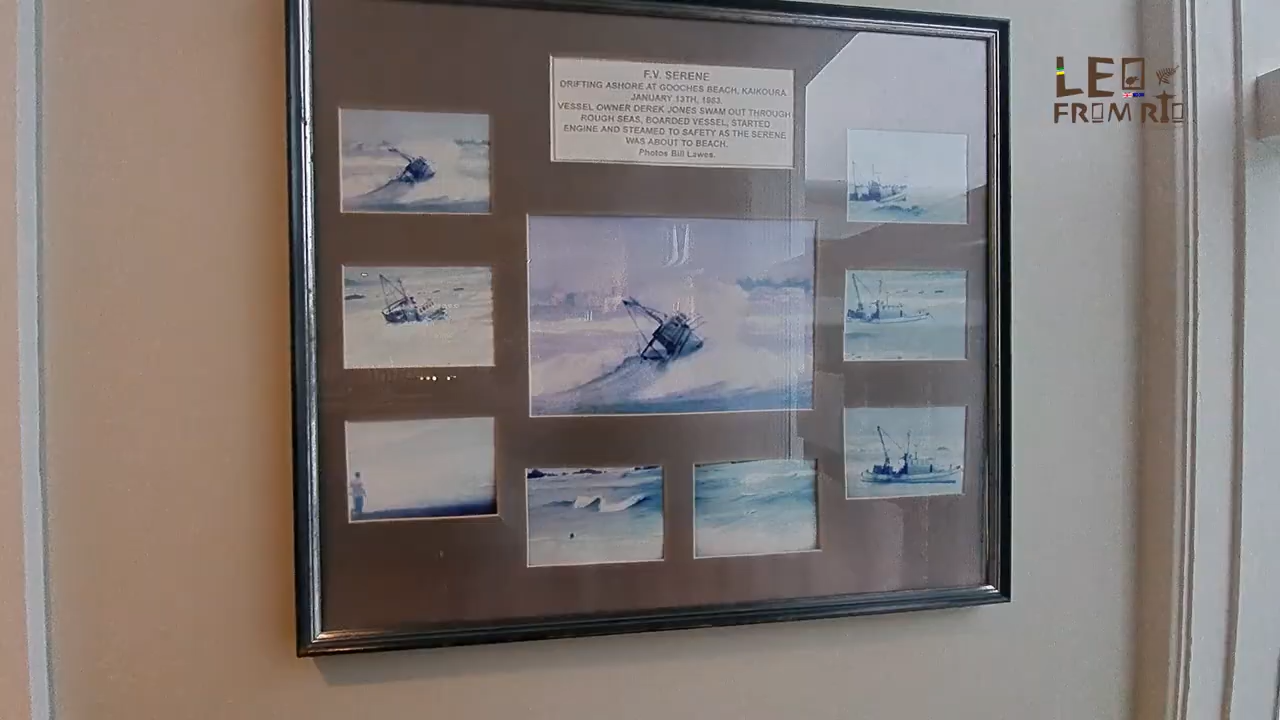 F.V. SERENE
DRIFTING ASHORE AT GOOCHES BEACH, KAIKOURA.
JANUARY 13TH, 1983.
VESSEL OWNER DEREK JONES SWAM OUT THROUGH
ROUGH SEAS, BOARDED VESSEL, STARTED
ENGINE AND STEAMED TO SAFETY AS THE SERENE
WAS ABOUT TO BEACH.
Photos Bill Lawes.
LEO
FROM RIO